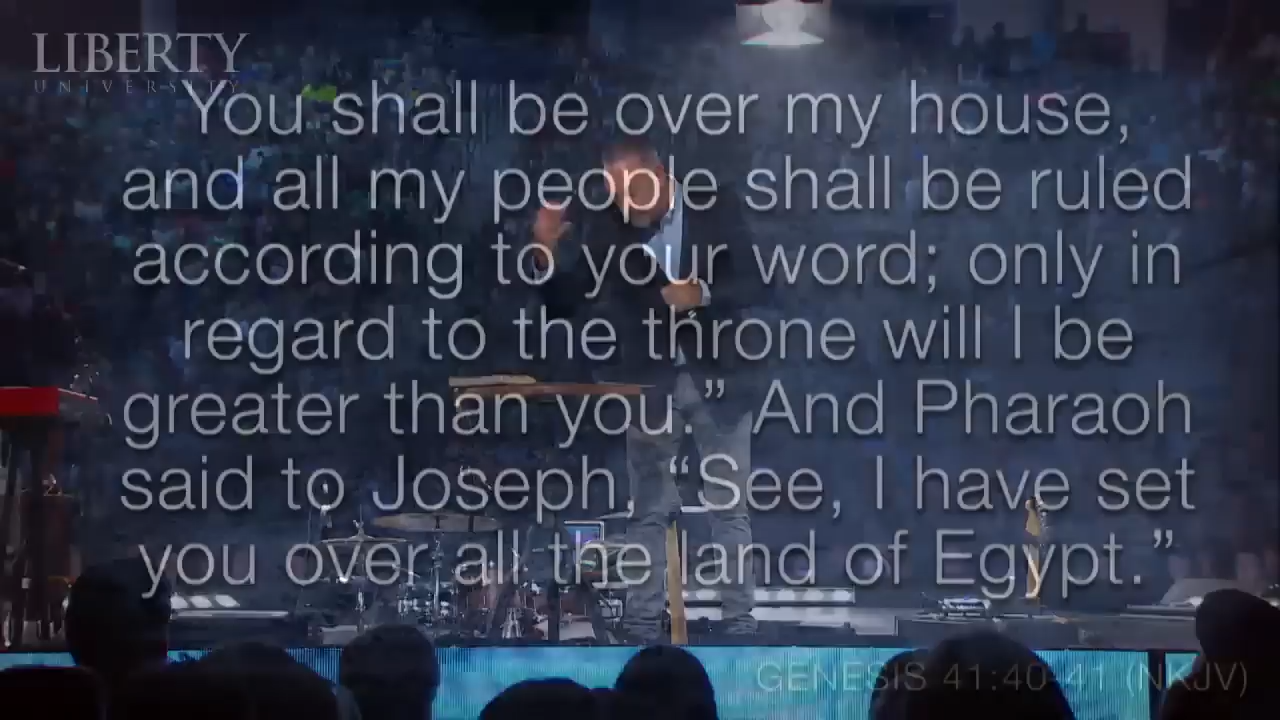 LIBERTY
UNIVERSITY
You shall be over my house,
and all my people shall be ruled
according to your word; only in
regard to the throne will I be
greater than you.” And Pharaoh
said to Joseph, “See, I have set
you over all the land of Egypt.”
GENESIS 41:40-41 (NKJV)